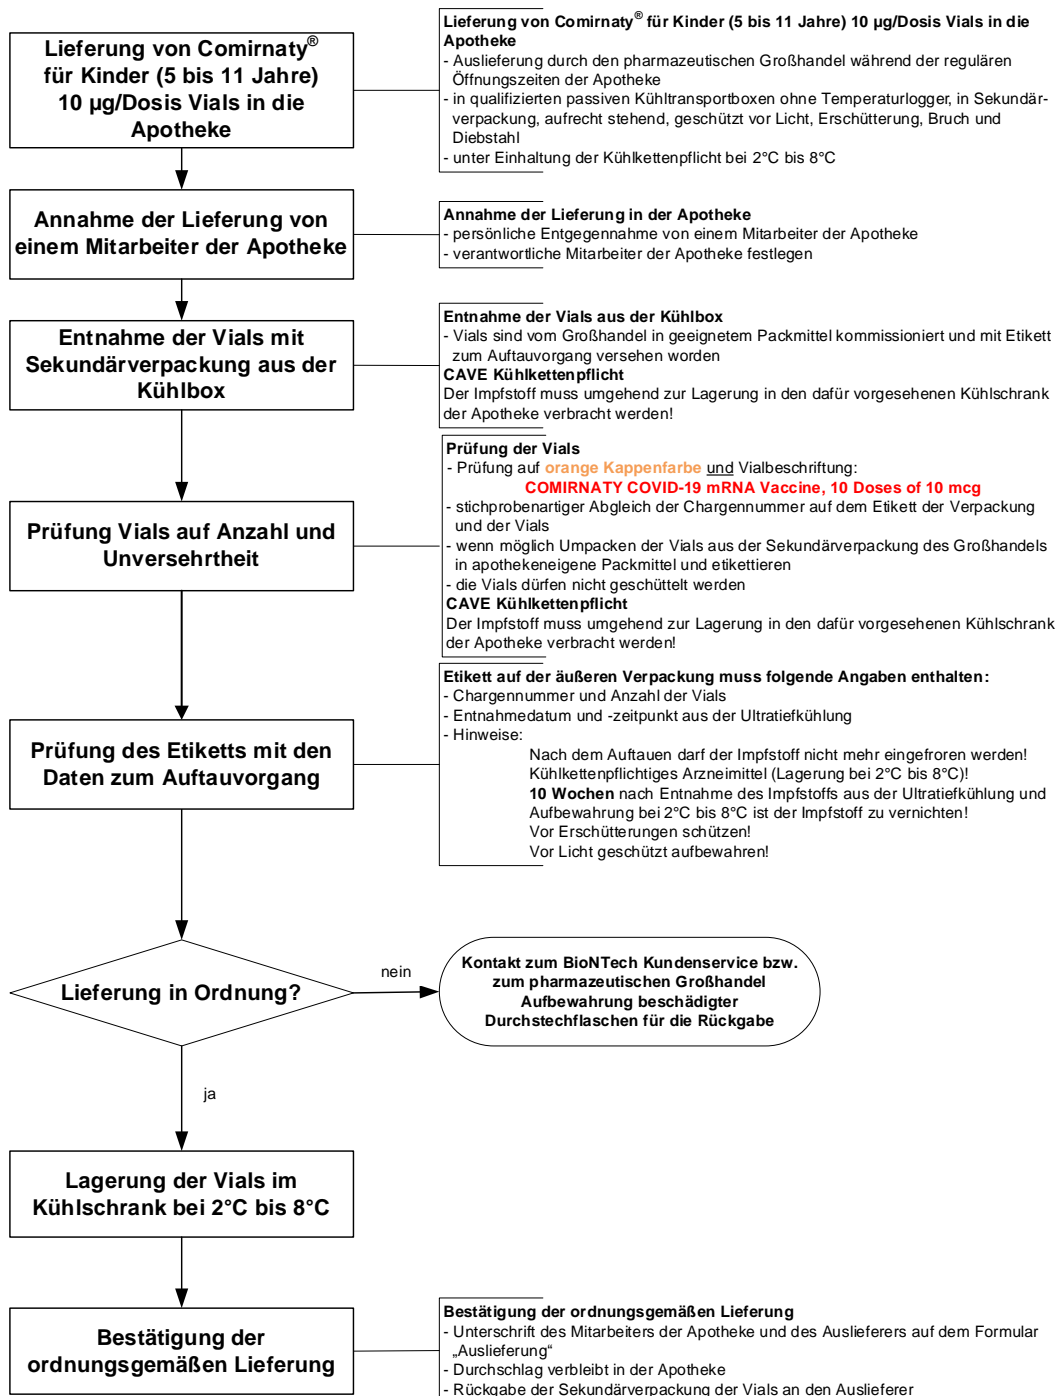 Lieferung von Comirnaty®
für Kinder (5 bis 11 Jahre)
10 µg/Dosis Vials in die
Apotheke
Lieferung von Comirnaty® für Kinder (5 bis 11 Jahre) 10 µg/Dosis Vials in die
Apotheke
- Auslieferung durch den pharmazeutischen Großhandel während der regulären
Öffnungszeiten der Apotheke
- in qualifizierten passiven Kühltransportboxen ohne Temperaturlogger, in Sekundär-
verpackung, aufrecht stehend, geschützt vor Licht, Erschütterung, Bruch und
Diebstahl
- unter Einhaltung der Kühlkettenpflicht bei 2°C bis 8°C
Annahme der Lieferung von
einem Mitarbeiter der Apotheke
Annahme der Lieferung in der Apotheke
- persönliche Entgegennahme von einem Mitarbeiter der Apotheke
- verantwortliche Mitarbeiter der Apotheke festlegen
Entnahme der Vials mit
Sekundärverpackung aus der
Kühlbox
Entnahme der Vials aus der Kühlbox
- Vials sind vom Großhandel in geeignetem Packmittel kommissioniert und mit Etikett
zum Auftauvorgang versehen worden
CAVE Kühlkettenpflicht
Der Impfstoff muss umgehend zur Lagerung in den dafür vorgesehenen Kühlschrank
der Apotheke verbracht werden!
Prüfung Vials auf Anzahl und
Unversehrtheit
Prüfung der Vials
- Prüfung auf orange Kappenfarbe und Vialbeschriftung:
COMIRNATY COVID-19 mRNA Vaccine, 10 Doses of 10 mcg
- stichprobenartiger Abgleich der Chargennummer auf dem Etikett der Verpackung
und der Vials
- wenn möglich Umpacken der Vials aus der Sekundärverpackung des Großhandels
in apothekeneigene Packmittel und etikettieren
- die Vials dürfen nicht geschüttelt werden
CAVE Kühlkettenpflicht
Der Impfstoff muss umgehend zur Lagerung in den dafür vorgesehenen Kühlschrank
der Apotheke verbracht werden!
Prüfung des Etiketts mit den
Daten zum Auftauvorgang
Etikett auf der äußeren Verpackung muss folgende Angaben enthalten:
- Chargennummer und Anzahl der Vials
- Entnahmedatum und -zeitpunkt aus der Ultratiefkühlung
- Hinweise:
Nach dem Auftauen darf der Impfstoff nicht mehr eingefroren werden!
Kühlkettenpflichtiges Arzneimittel (Lagerung bei 2°C bis 8°C)!
10 Wochen nach Entnahme des Impfstoffs aus der Ultratiefkühlung und
Aufbewahrung bei 2°C bis 8°C ist der Impfstoff zu vernichten!
Vor Erschütterungen schützen!
Vor Licht geschützt aufbewahren!
Lieferung in Ordnung?
nein
Kontakt zum BioNTech Kundenservice bzw.
zum pharmazeutischen Großhandel
Aufbewahrung beschädigter
Durchstechflaschen für die Rückgabe
ja
Lagerung der Vials im
Kühlschrank bei 2°C bis 8°C
Bestätigung der
ordnungsgemäßen Lieferung
Bestätigung der ordnungsgemäßen Lieferung
- Unterschrift des Mitarbeiters der Apotheke und des Auslieferers auf dem Formular
„Auslieferung“
- Durchschlag verbleibt in der Apotheke
- Rückgabe der Sekundärverpackung der Vials an den Auslieferer